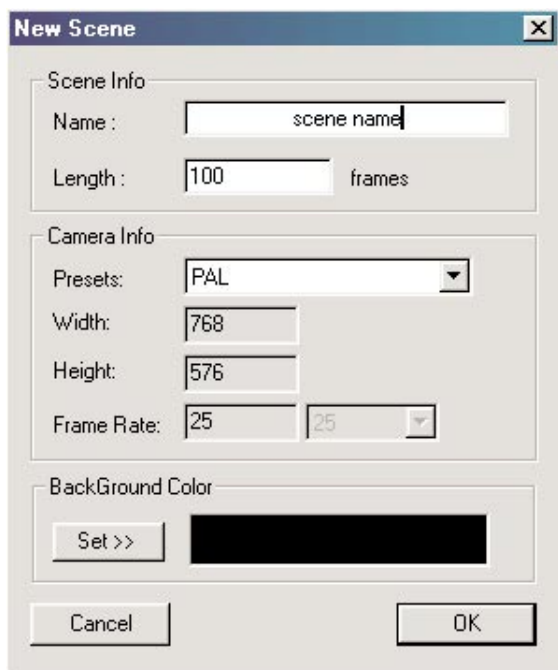 New Scene
Scene Info
Name : scene name
Length : 100 frames
Camera Info
Presets: PAL
Width: 768
Height: 576
Frame Rate: 25 25
BackGround Color
Set >>
Cancel OK